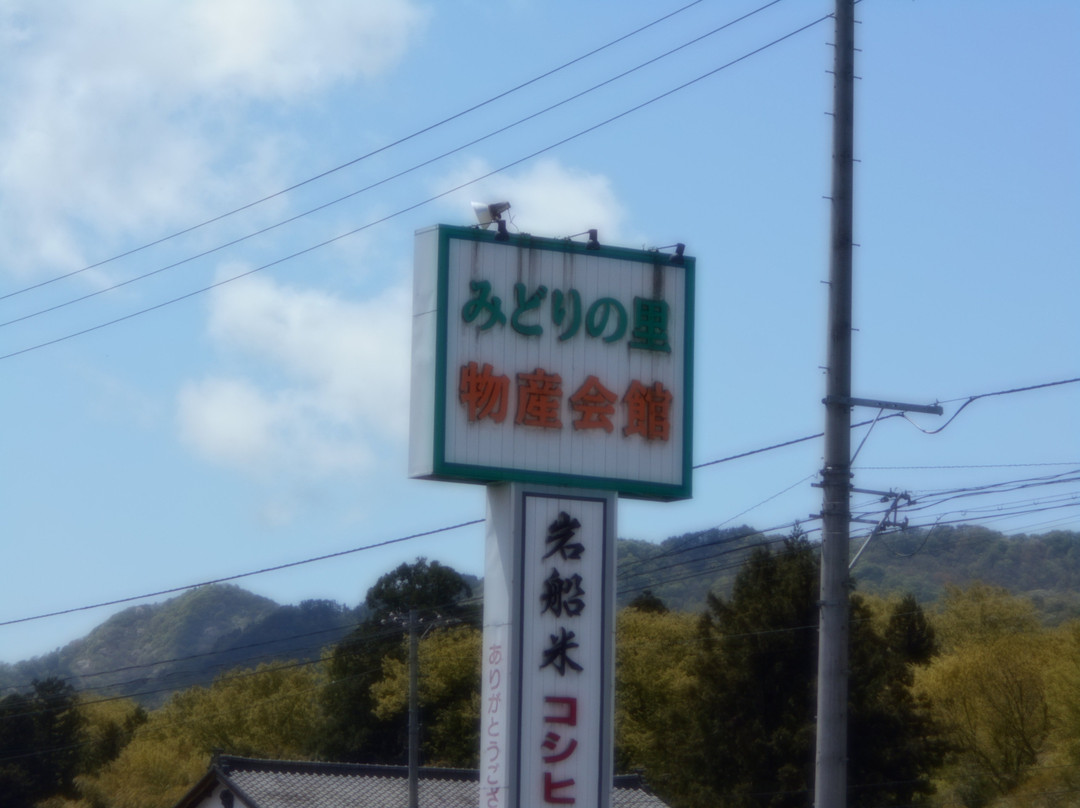 みどりの里
物産会館
岩船米
コシヒ
ありがとうござ